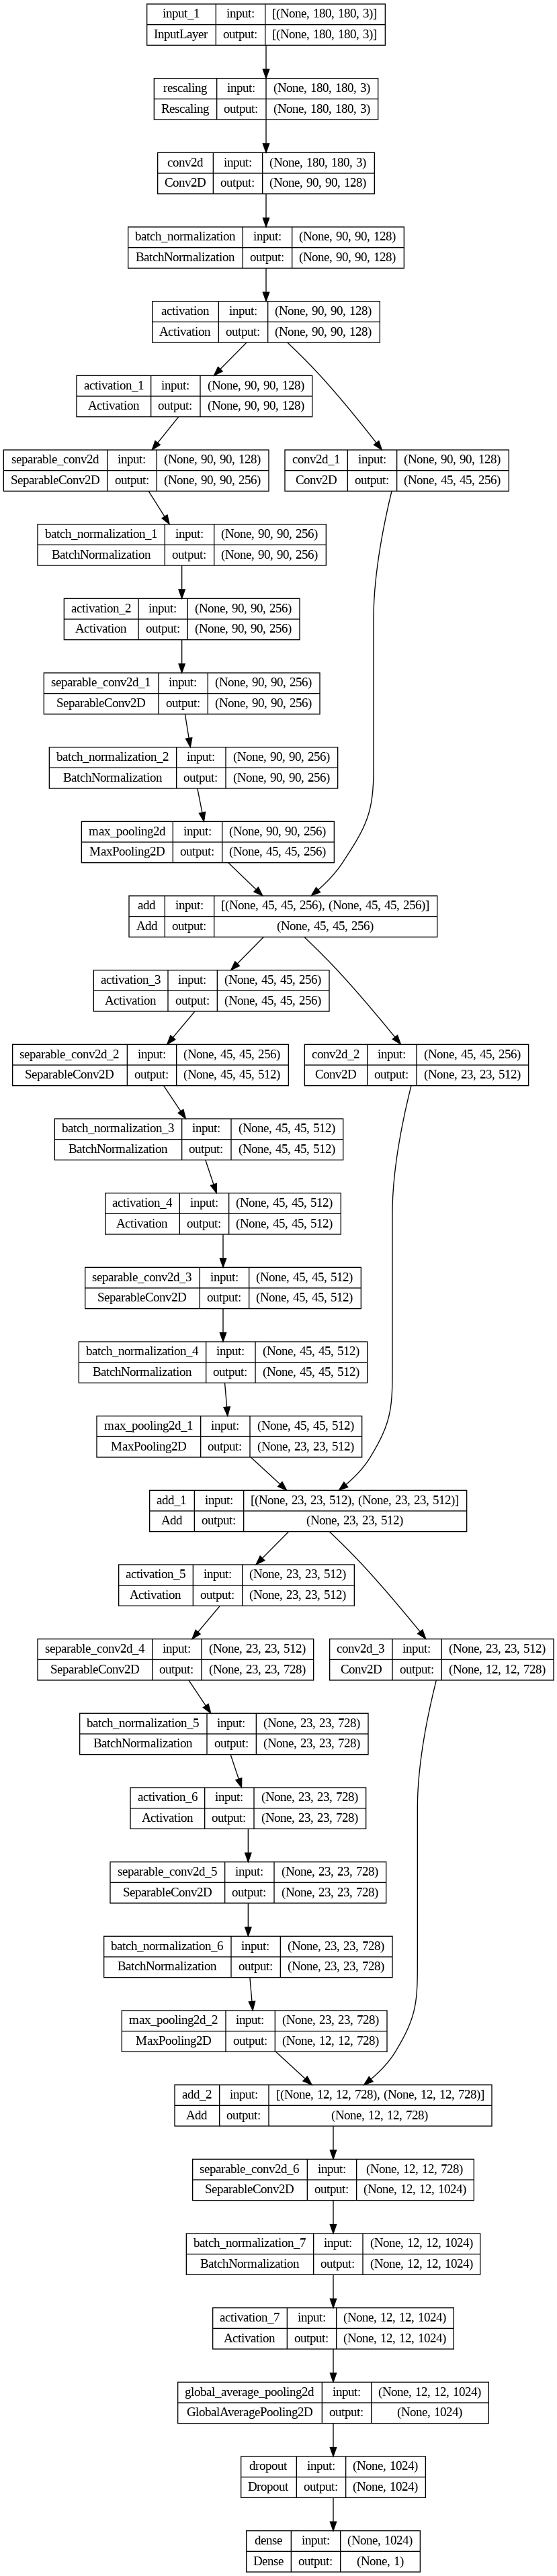 input_1 input: [(None, 180, 180, 3)]
InputLayer output: [(None, 180, 180, 3)]
rescaling input: (None, 180, 180, 3)
Rescaling output: (None, 180, 180, 3)
conv2d input: (None, 180, 180, 3)
Conv2D output: (None, 90, 90, 128)
batch_normalization input: (None, 90, 90, 128)
BatchNormalization output: (None, 90, 90, 128)
activation input: (None, 90, 90, 128)
Activation output: (None, 90, 90, 128)
activation_1 input: (None, 90, 90, 128)
Activation output: (None, 90, 90, 128)
separable_conv2d input: (None, 90, 90, 128)
SeparableConv2D output: (None, 90, 90, 256)
conv2d_1 input: (None, 90, 90, 128)
Conv2D output: (None, 45, 45, 256)
batch_normalization_1 input: (None, 90, 90, 256)
BatchNormalization output: (None, 90, 90, 256)
activation_2 input: (None, 90, 90, 256)
Activation output: (None, 90, 90, 256)
separable_conv2d_1 input: (None, 90, 90, 256)
SeparableConv2D output: (None, 90, 90, 256)
batch_normalization_2 input: (None, 90, 90, 256)
BatchNormalization output: (None, 90, 90, 256)
max_pooling2d input: (None, 90, 90, 256)
MaxPooling2D output: (None, 45, 45, 256)
add input: [(None, 45, 45, 256), (None, 45, 45, 256)]
Add output: (None, 45, 45, 256)
activation_3 input: (None, 45, 45, 256)
Activation output: (None, 45, 45, 256)
separable_conv2d_2 input: (None, 45, 45, 256)
SeparableConv2D output: (None, 45, 45, 512)
conv2d_2 input: (None, 45, 45, 256)
Conv2D output: (None, 23, 23, 512)
batch_normalization_3 input: (None, 45, 45, 512)
BatchNormalization output: (None, 45, 45, 512)
activation_4 input: (None, 45, 45, 512)
Activation output: (None, 45, 45, 512)
separable_conv2d_3 input: (None, 45, 45, 512)
SeparableConv2D output: (None, 45, 45, 512)
batch_normalization_4 input: (None, 45, 45, 512)
BatchNormalization output: (None, 45, 45, 512)
max_pooling2d_1 input: (None, 45, 45, 512)
MaxPooling2D output: (None, 23, 23, 512)
add_1 input: [(None, 23, 23, 512), (None, 23, 23, 512)]
Add output: (None, 23, 23, 512)
activation_5 input: (None, 23, 23, 512)
Activation output: (None, 23, 23, 512)
separable_conv2d_4 input: (None, 23, 23, 512)
SeparableConv2D output: (None, 23, 23, 728)
conv2d_3 input: (None, 23, 23, 512)
Conv2D output: (None, 12, 12, 728)
batch_normalization_5 input: (None, 23, 23, 728)
BatchNormalization output: (None, 23, 23, 728)
activation_6 input: (None, 23, 23, 728)
Activation output: (None, 23, 23, 728)
separable_conv2d_5 input: (None, 23, 23, 728)
SeparableConv2D output: (None, 23, 23, 728)
batch_normalization_6 input: (None, 23, 23, 728)
BatchNormalization output: (None, 23, 23, 728)
max_pooling2d_2 input: (None, 23, 23, 728)
MaxPooling2D output: (None, 12, 12, 728)
add_2 input: [(None, 12, 12, 728), (None, 12, 12, 728)]
Add output: (None, 12, 12, 728)
separable_conv2d_6 input: (None, 12, 12, 728)
SeparableConv2D output: (None, 12, 12, 1024)
batch_normalization_7 input: (None, 12, 12, 1024)
BatchNormalization output: (None, 12, 12, 1024)
activation_7 input: (None, 12, 12, 1024)
Activation output: (None, 12, 12, 1024)
global_average_pooling2d input: (None, 12, 12, 1024)
GlobalAveragePooling2D output: (None, 1024)
dropout input: (None, 1024)
Dropout output: (None, 1024)
dense input: (None, 1024)
Dense output: (None, 1)